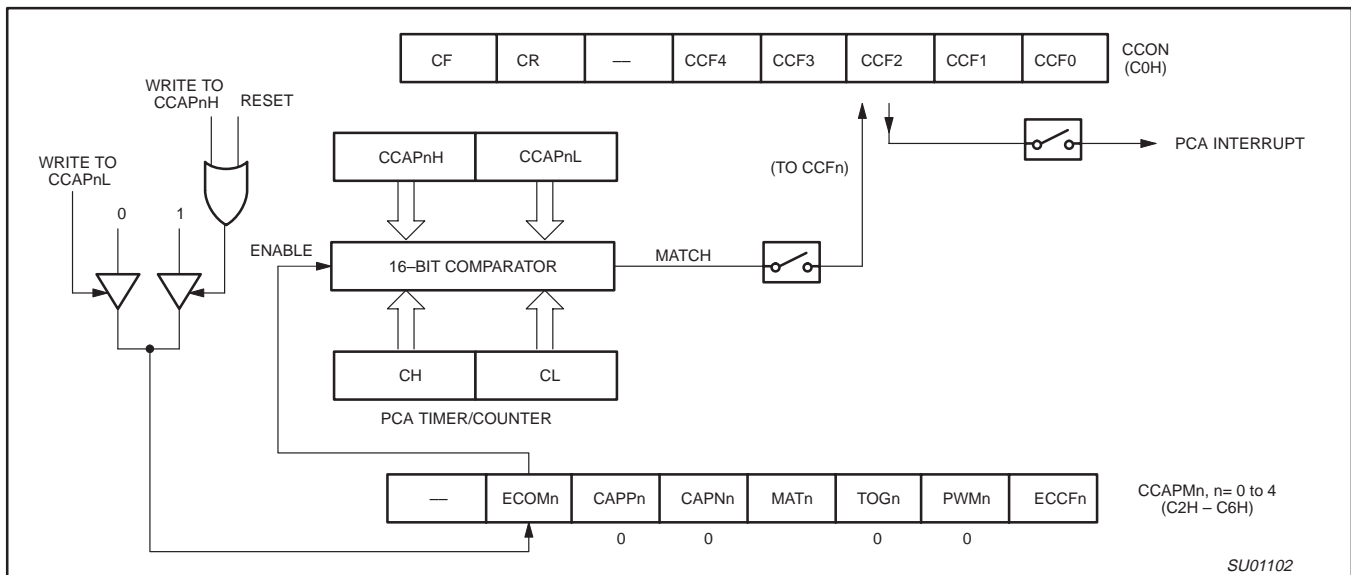 CF CR — CCF4 CCF3 CCF2 CCF1 CCF0
CCON
(C0H)
WRITE TO
CCAPnH
RESET
WRITE TO
CCAPnL
0
1
CCAPnH CCAPnL
(TO CCFn)
PCA INTERRUPT
ENABLE
16–BIT COMPARATOR
MATCH
CH CL
PCA TIMER/COUNTER
— ECOMn CAPPn CAPNn MATn TOGn PWMn ECCFn
0 0 0 0
CCAPMn, n= 0 to 4
(C2H – C6H)
SU01102